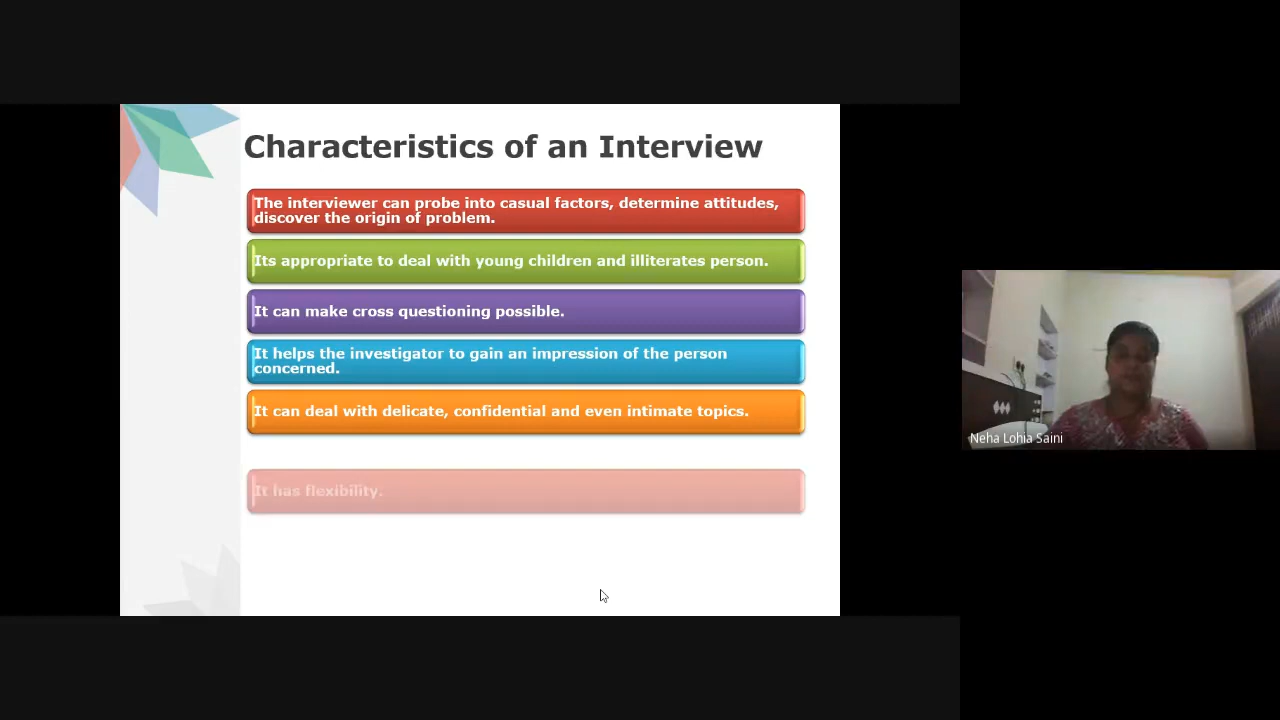 Characteristics of an Interview
The interviewer can probe into casual factors, determine attitudes,
discover the origin of problem.
Its appropriate to deal with young children and illiterates person.
It can make cross questioning possible.
It helps the investigator to gain an impression of the person
concerned.
It can deal with delicate, confidential and even intimate topics.
It has flexibility.
Neha Lohia Saini